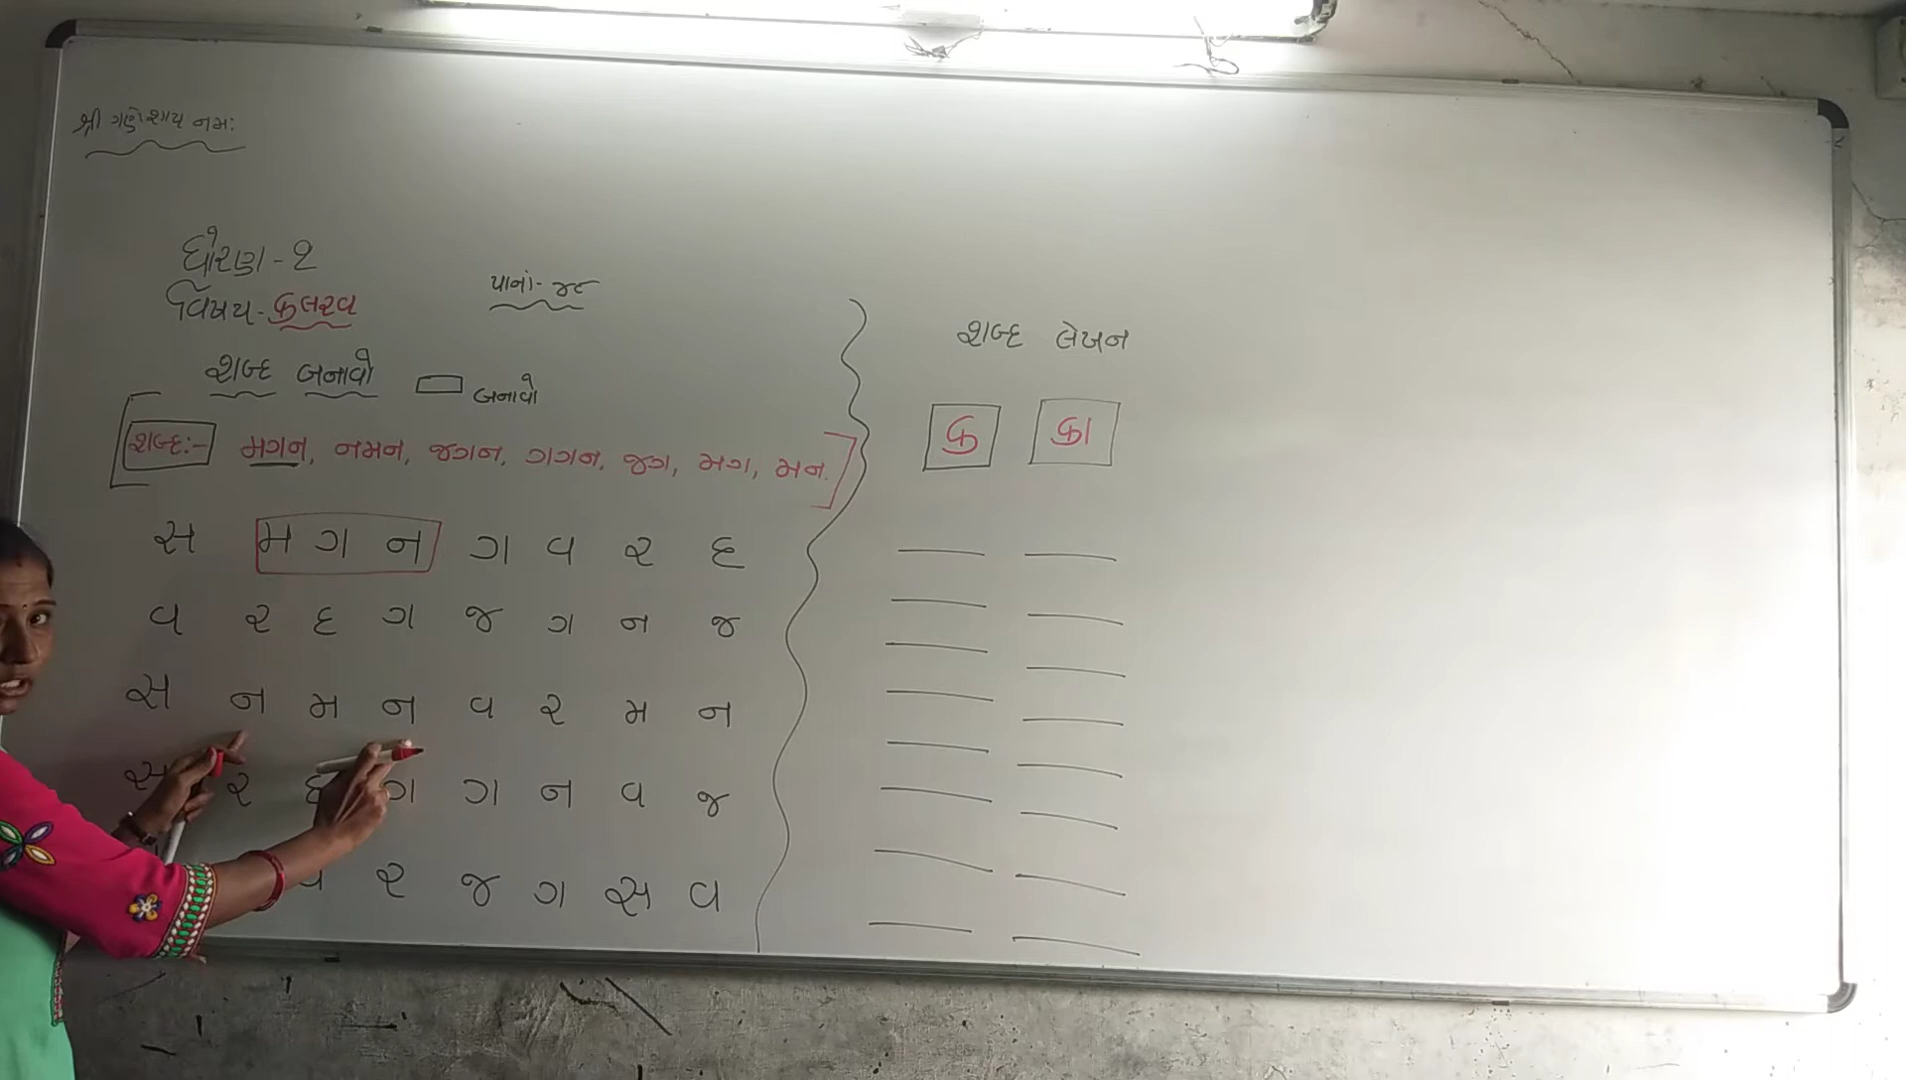 શ્રી ગણેશાય નમઃ
ધોરણ-૨
વિષય-કલરવ
પાનાં-૪૮
શબ્દ બનાવો
બનાવો
શબ્દઃ- મગન, નમન, જગન, ગગન, જગ, મગ, મન.
સ મ ગ ન ગ વ ર દ
વ ર દ ગ જ ગ ન જ
સ ન મ ન વ ર મ ન
સ ર દ ગ ગ ન વ જ
વ ર જ ગ સ વ
શબ્દ લેખન
ક કા